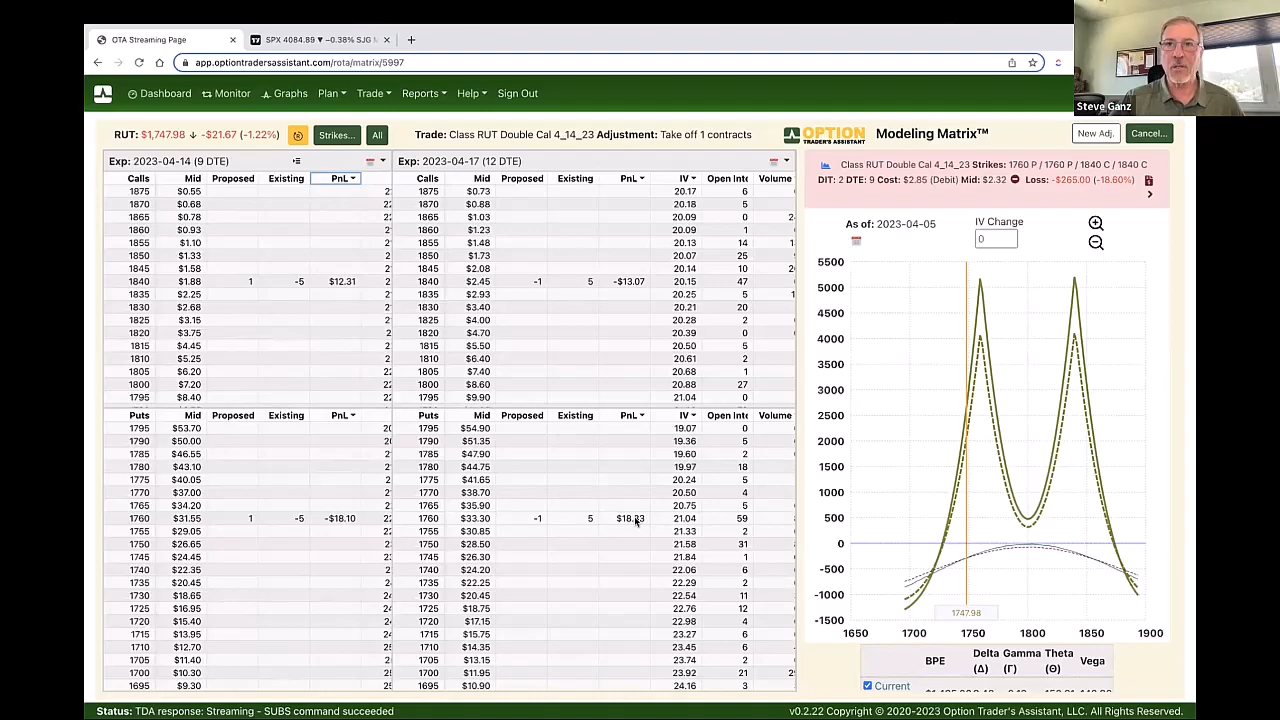 OTA Streaming Page
SPX 4084.89 ▼ −0.38% SJG
app.optiontradersassistant.com/rota/matrix/5997
Steve Ganz
Dashboard Monitor Graphs Plan Trade Reports Help Sign Out
RUT: $1,747.98 ↓ -$21.67 (-1.22%) Strikes... All Trade: Class RUT Double Cal 4_14_23 Adjustment: Take off 1 contracts OPTION TRADER'S ASSISTANT Modeling Matrix™ New Adj. Cancel...
Exp: 2023-04-14 (9 DTE) Exp: 2023-04-17 (12 DTE)
Calls Mid Proposed Existing PnL Calls Mid Proposed Existing PnL IV Open Inte Volume
1875 $0.55 1875 $0.73 20.17 6
1870 $0.68 1870 $0.88 20.18 5
1865 $0.78 1865 $1.03 20.09 0
1860 $0.93 1860 $1.23 20.09 1
1855 $1.10 1855 $1.48 20.13 14
1850 $1.33 1850 $1.73 20.07 25
1845 $1.58 1845 $2.08 20.14 10
1840 $1.88 1 -5 $12.31 1840 $2.45 -1 5 -$13.07 20.15 47
1835 $2.25 1835 $2.93 20.25 5
1830 $2.68 1830 $3.40 20.21 20
1825 $3.15 1825 $4.00 20.28 2
1820 $3.75 1820 $4.70 20.39 0
1815 $4.45 1815 $5.50 20.50 5
1810 $5.25 1810 $6.40 20.61 2
1805 $6.20 1805 $7.40 20.68 1
1800 $7.20 1800 $8.60 20.88 27
1795 $8.40 1795 $9.90 21.04 0
Puts Mid Proposed Existing PnL Puts Mid Proposed Existing PnL IV Open Inte Volume
1795 $53.70 1795 $54.90 19.07 0
1790 $50.00 1790 $51.35 19.36 5
1785 $46.55 1785 $47.90 19.60 2
1780 $43.10 1780 $44.75 19.97 18
1775 $40.05 1775 $41.65 20.24 5
1770 $37.00 1770 $38.70 20.50 4
1765 $34.20 1765 $35.90 20.75 5
1760 $31.55 1 -5 -$18.10 1760 $33.30 -1 5 21.04 59
1755 $29.05 1755 $30.85 21.33 2
1750 $26.65 1750 $28.50 21.58 31
1745 $24.45 1745 $26.30 21.84 1
1740 $22.35 1740 $24.20 22.06 6
1735 $20.45 1735 $22.25 22.29 2
1730 $18.65 1730 $20.45 22.54 11
1725 $16.95 1725 $18.75 22.76 12
1720 $15.40 1720 $17.15 22.98 4
1715 $13.95 1715 $15.75 23.27 6
1710 $12.70 1710 $14.35 23.45 6
1705 $11.40 1705 $13.15 23.74 2
1700 $10.30 1700 $11.95 23.92 21
1695 $9.30 1695 $10.90 24.16 3
Class RUT Double Cal 4_14_23 Strikes: 1760 P / 1760 P / 1840 C / 1840 C
DIT: 2 DTE: 9 Cost: $2.85 (Debit) Mid: $2.32 Loss: -$265.00 (-18.60%)
As of: 2023-04-05 IV Change
0
5500
5000
4500
4000
3500
3000
2500
2000
1500
1000
500
0
-500
-1000
-1500
1747.98
1650 1700 1750 1800 1850 1900
BPE Delta (Δ) Gamma (Γ) Theta (Θ) Vega
Current
Status: TDA response: Streaming - SUBS command succeeded v0.2.22 Copyright © 2020-2023 Option Trader's Assistant, LLC. All Rights Reserved.